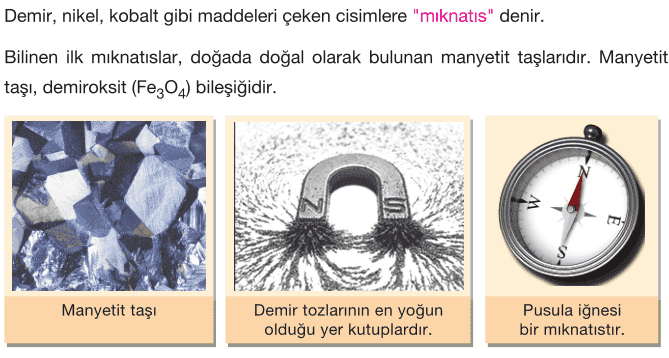 Demir, nikel, kobalt gibi maddeleri çeken cisimlere "mıknatıs" denir.
Bilinen ilk mıknatıslar, doğada doğal olarak bulunan manyetit taşlarıdır. Manyetit
taşı, demiroksit (Fe₃O₄) bileşiğidir.
N S
N
W
E
S
Manyetit taşı
Demir tozlarının en yoğun
olduğu yer kutuplardır.
Pusula iğnesi
bir mıknatıstır.